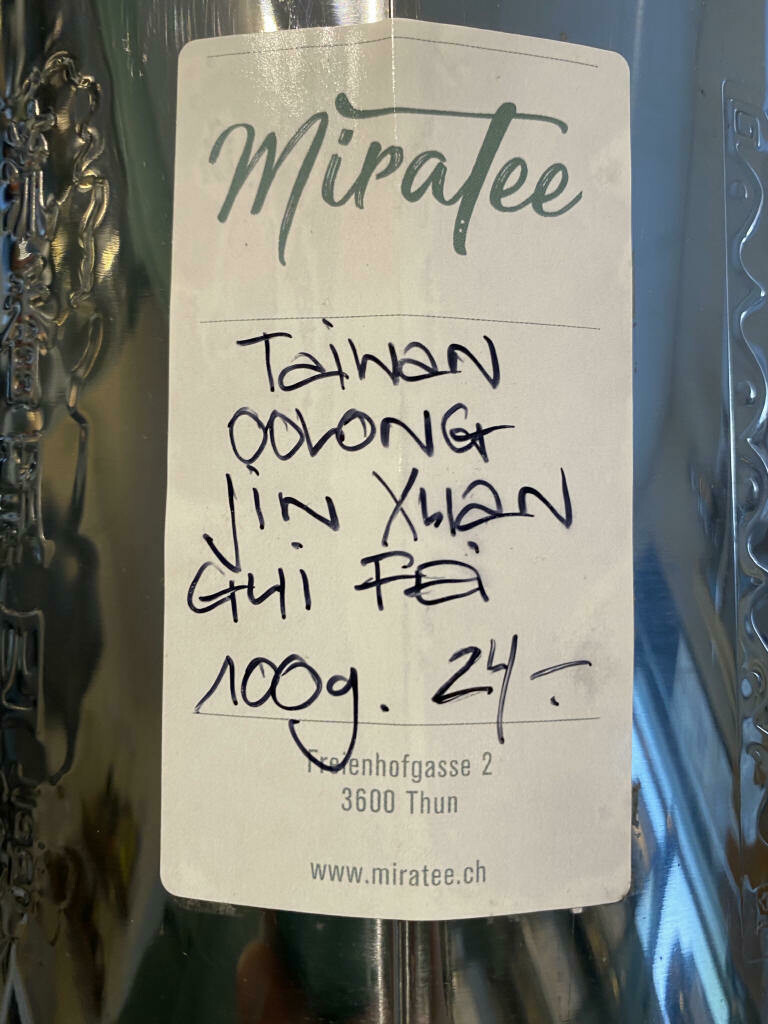 MiraTee
Taiwan
OOLONG
JiN XuaN
Gui Fei
100g. 24.-
Freienhofgasse 2
3600 Thun
www.miratee.ch